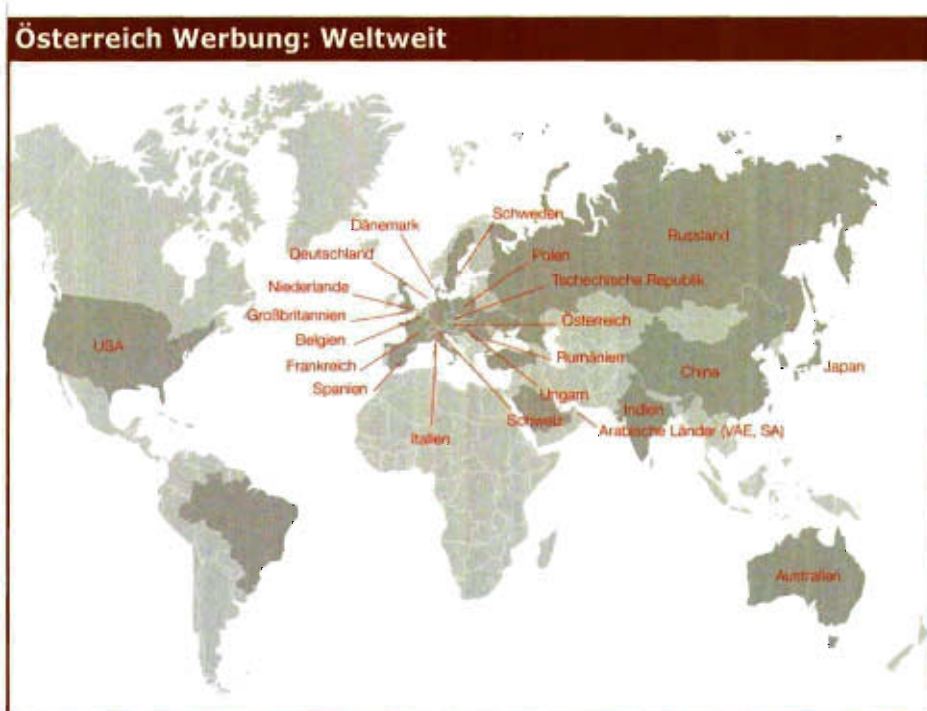 Österreich Werbung: Weltweit
Schweden
Dänemark
Russland
Deutschland
Polen
Tschechische Republik
Niederlande
Großbritannien
Österreich
USA
Belgien
Rumänien
Frankreich
China
Japan
Spanien
Ungarn
Indien
Schweiz
Arabische Länder (VAE, SA)
Italien
Australien